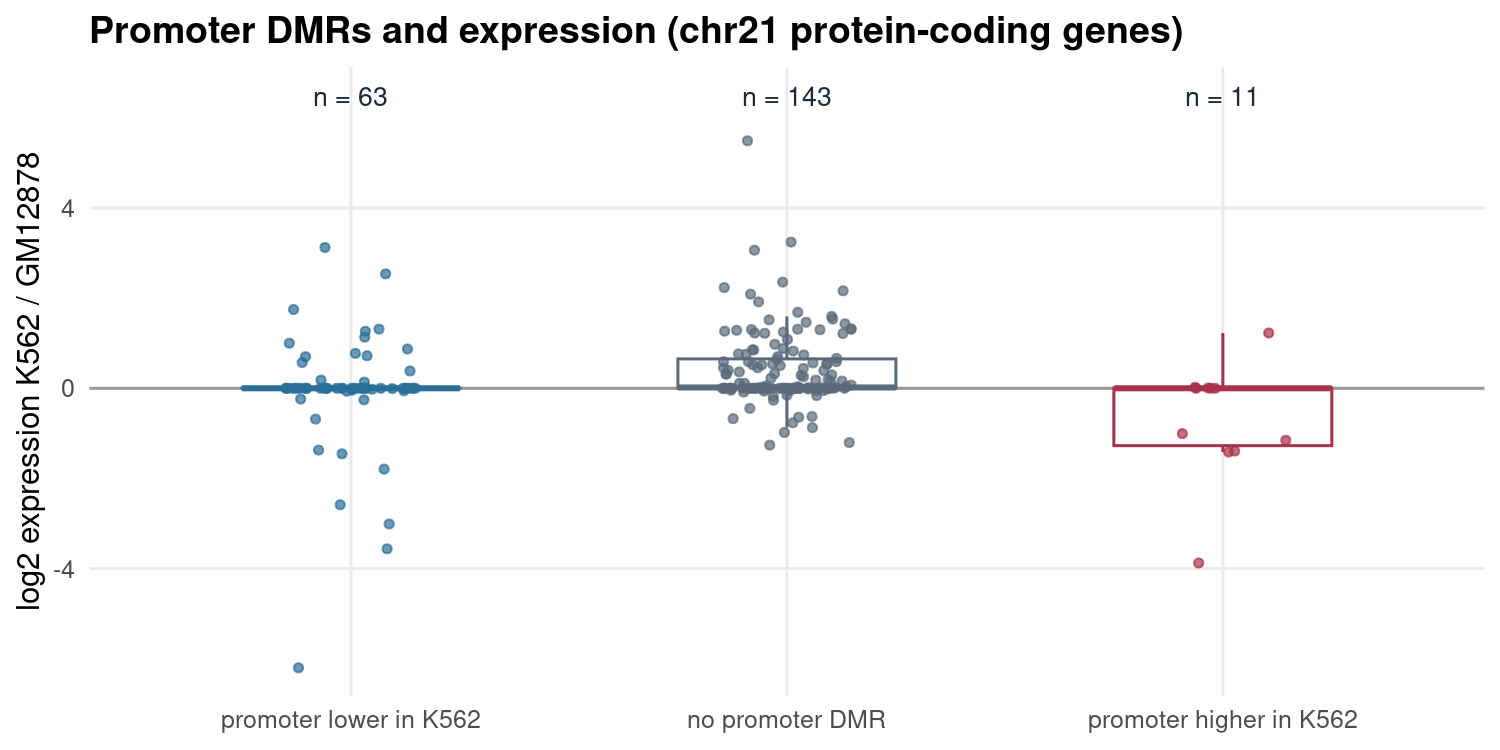 Promoter DMRs and expression (chr21 protein-coding genes)
n = 63
n = 143
n = 11
log2 expression K562 / GM12878
4
0
-4
promoter lower in K562
no promoter DMR
promoter higher in K562